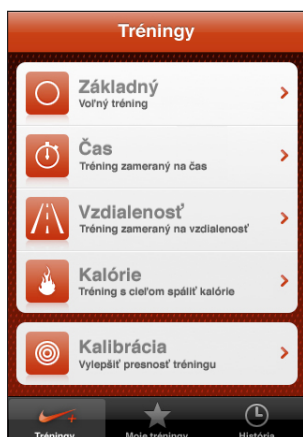 Tréningy
Základný
Voľný tréning
Čas
Tréning zameraný na čas
Vzdialenosť
Tréning zameraný na vzdialenosť
Kalórie
Tréning s cieľom spáliť kalórie
Kalibrácia
Vylepšiť presnosť tréningu
Tréningy
Moje tréningy
História